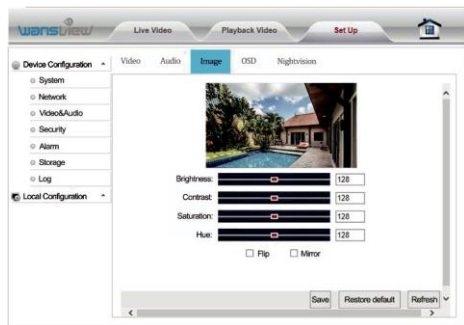 wansview
Live Video Playback Video Set Up
Device Configuration
System
Network
Video&Audio
Security
Alarm
Storage
Log
Local Configuration
Video Audio Image OSD Nightvision
Brightness: 128
Contrast: 128
Saturation: 128
Hue: 128
Flip Mirror
Save Restore default Refresh